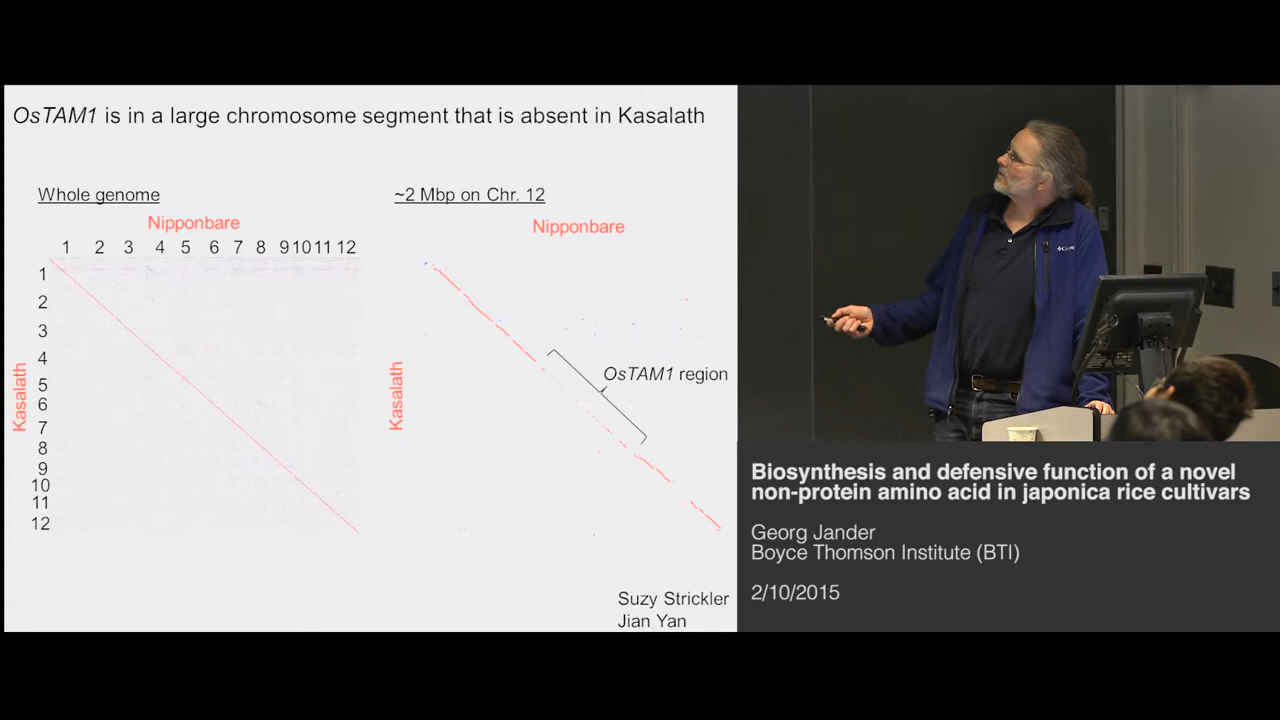 OsTAM1 is in a large chromosome segment that is absent in Kasalath
Whole genome
Nipponbare
1 2 3 4 5 6 7 8 9 10 11 12
Kasalath
1
2
3
4
5
6
7
8
9
10
11
12
~2 Mbp on Chr. 12
Nipponbare
Kasalath
OsTAM1 region
Suzy Strickler
Jian Yan
Biosynthesis and defensive function of a novel
non-protein amino acid in japonica rice cultivars
Georg Jander
Boyce Thomson Institute (BTI)
2/10/2015